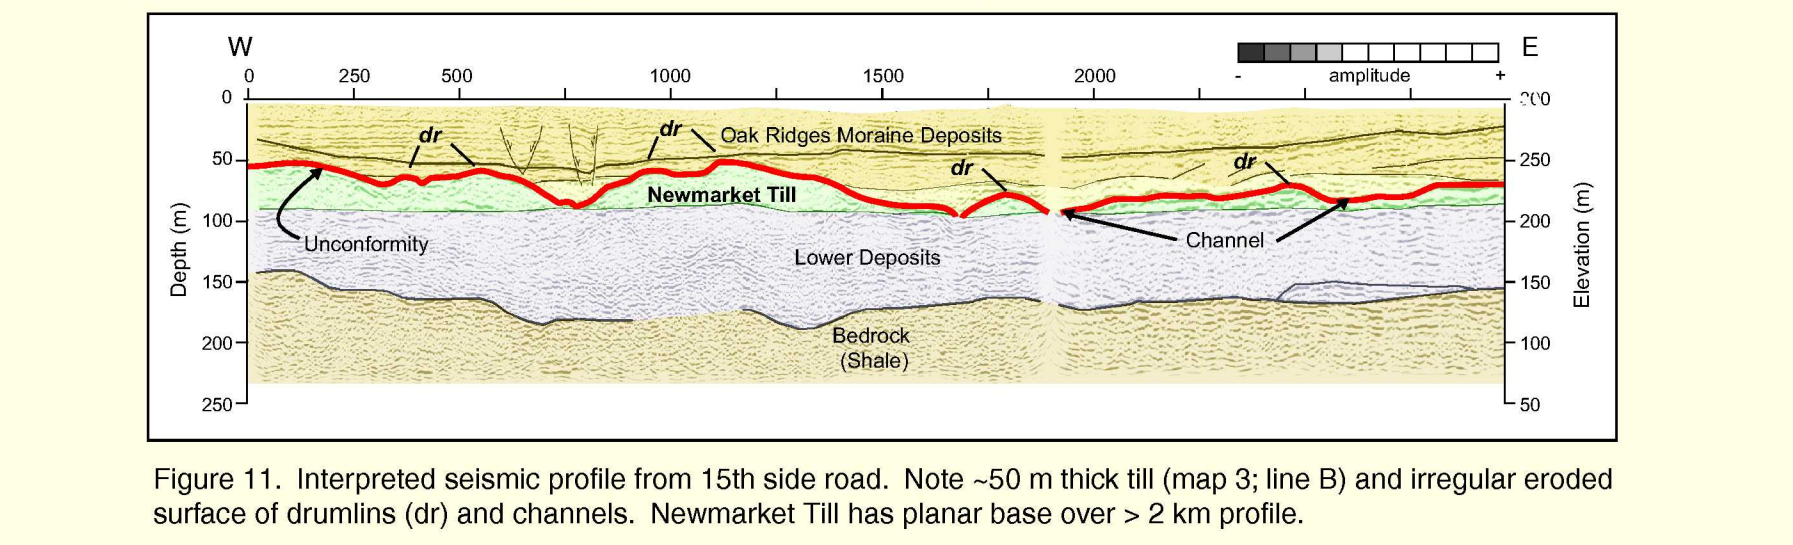 W
E
0 250 500 1000 1500 2000
- amplitude +
0
50
100
150
200
250
Depth (m)
250
200
150
100
50
Elevation (m)
dr
dr
Oak Ridges Moraine Deposits
dr
dr
Newmarket Till
Unconformity
Channel
Lower Deposits
Bedrock
(Shale)
Figure 11. Interpreted seismic profile from 15th side road. Note ~50 m thick till (map 3; line B) and irregular eroded
surface of drumlins (dr) and channels. Newmarket Till has planar base over > 2 km profile.